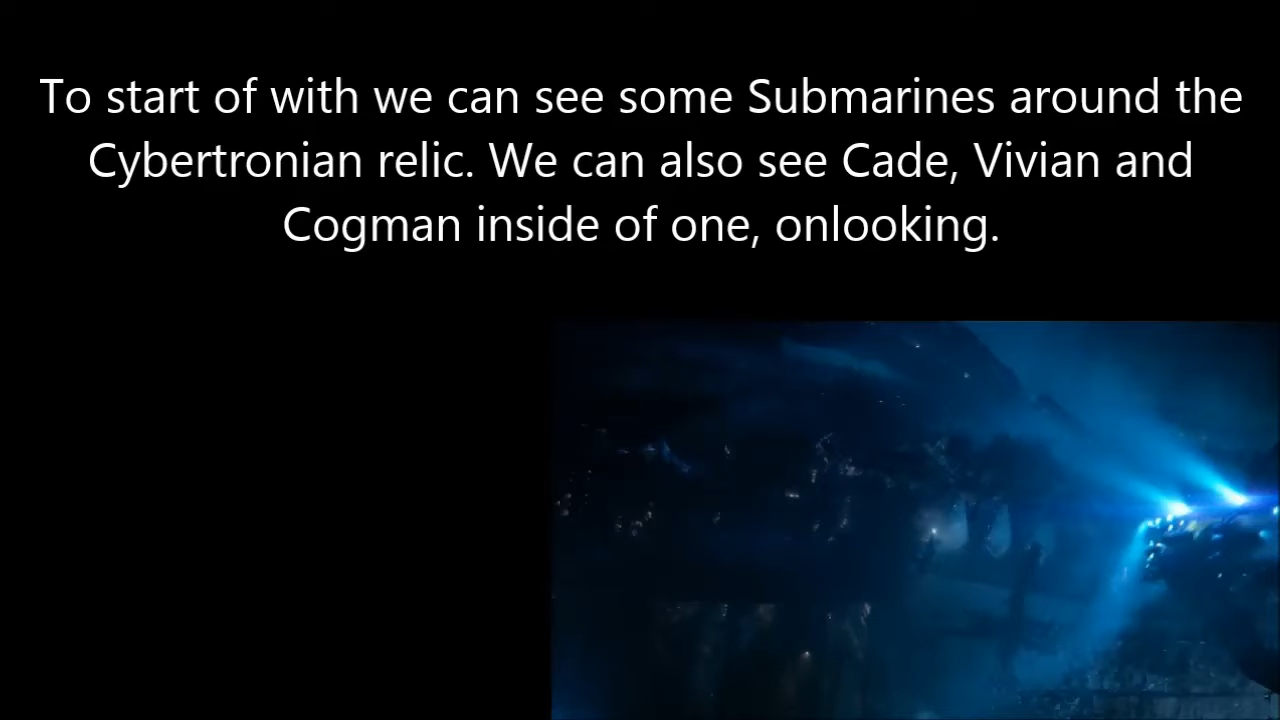 To start of with we can see some Submarines around the
Cybertronian relic. We can also see Cade, Vivian and
Cogman inside of one, onlooking.